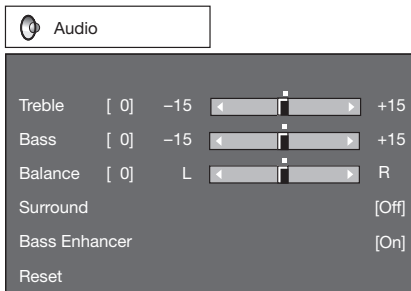 Audio
Treble [ 0] −15 +15
Bass [ 0] −15 +15
Balance [ 0] L R
Surround [Off]
Bass Enhancer [On]
Reset